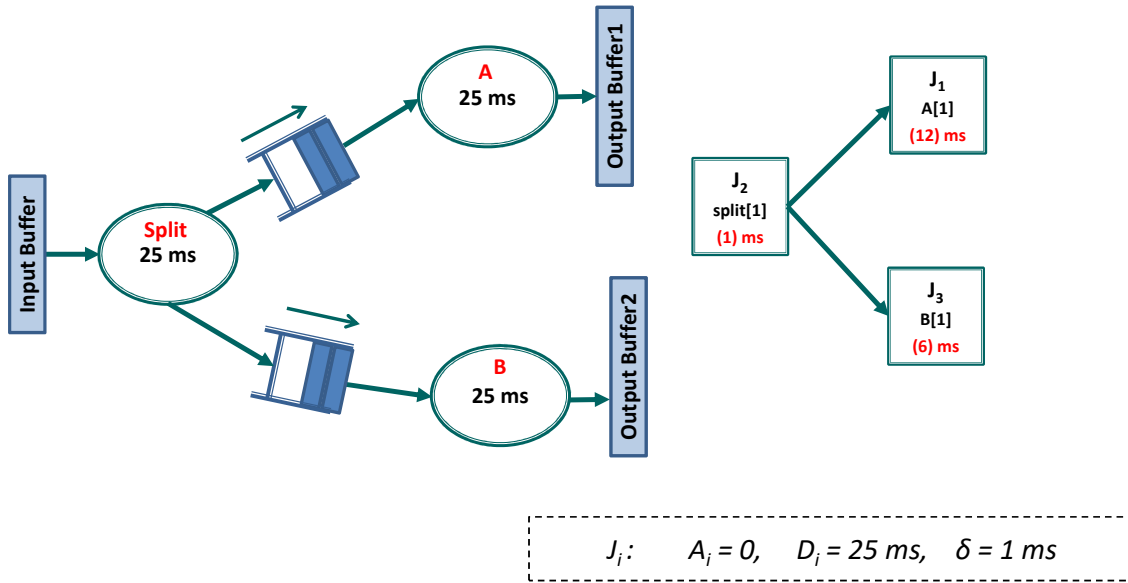 Input Buffer
Split
25 ms
A
25 ms
Output Buffer1
B
25 ms
Output Buffer2
J₂
split[1]
(1) ms
J₁
A[1]
(12) ms
J₃
B[1]
(6) ms
Jᵢ: Aᵢ = 0, Dᵢ = 25 ms, δ = 1 ms